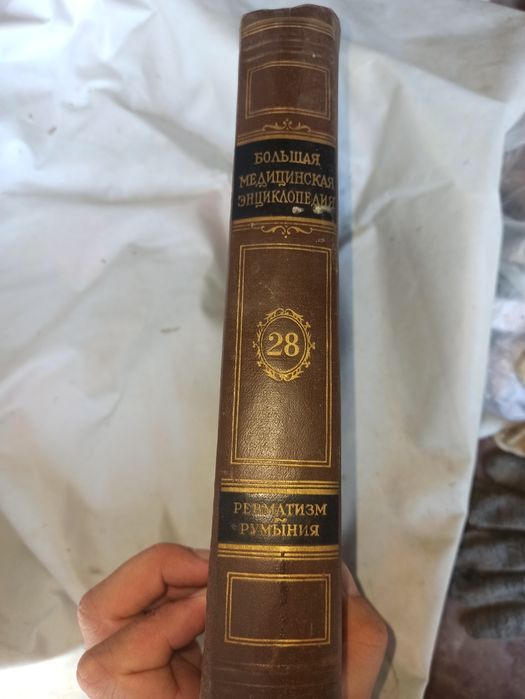 БОЛЬШАЯ
МЕДИЦИНСКАЯ
ЭНЦИКЛОПЕДИЯ
28
РЕВМАТИЗМ
РУМЫНИЯ